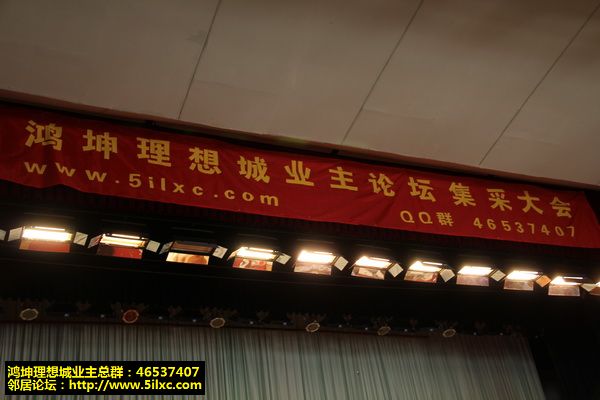 鸿坤理想城业主论坛集采大会
www.5ilxc.com
QQ群 46537407
鸿坤理想城业主总群：46537407
邻居论坛：http://www.5ilxc.com